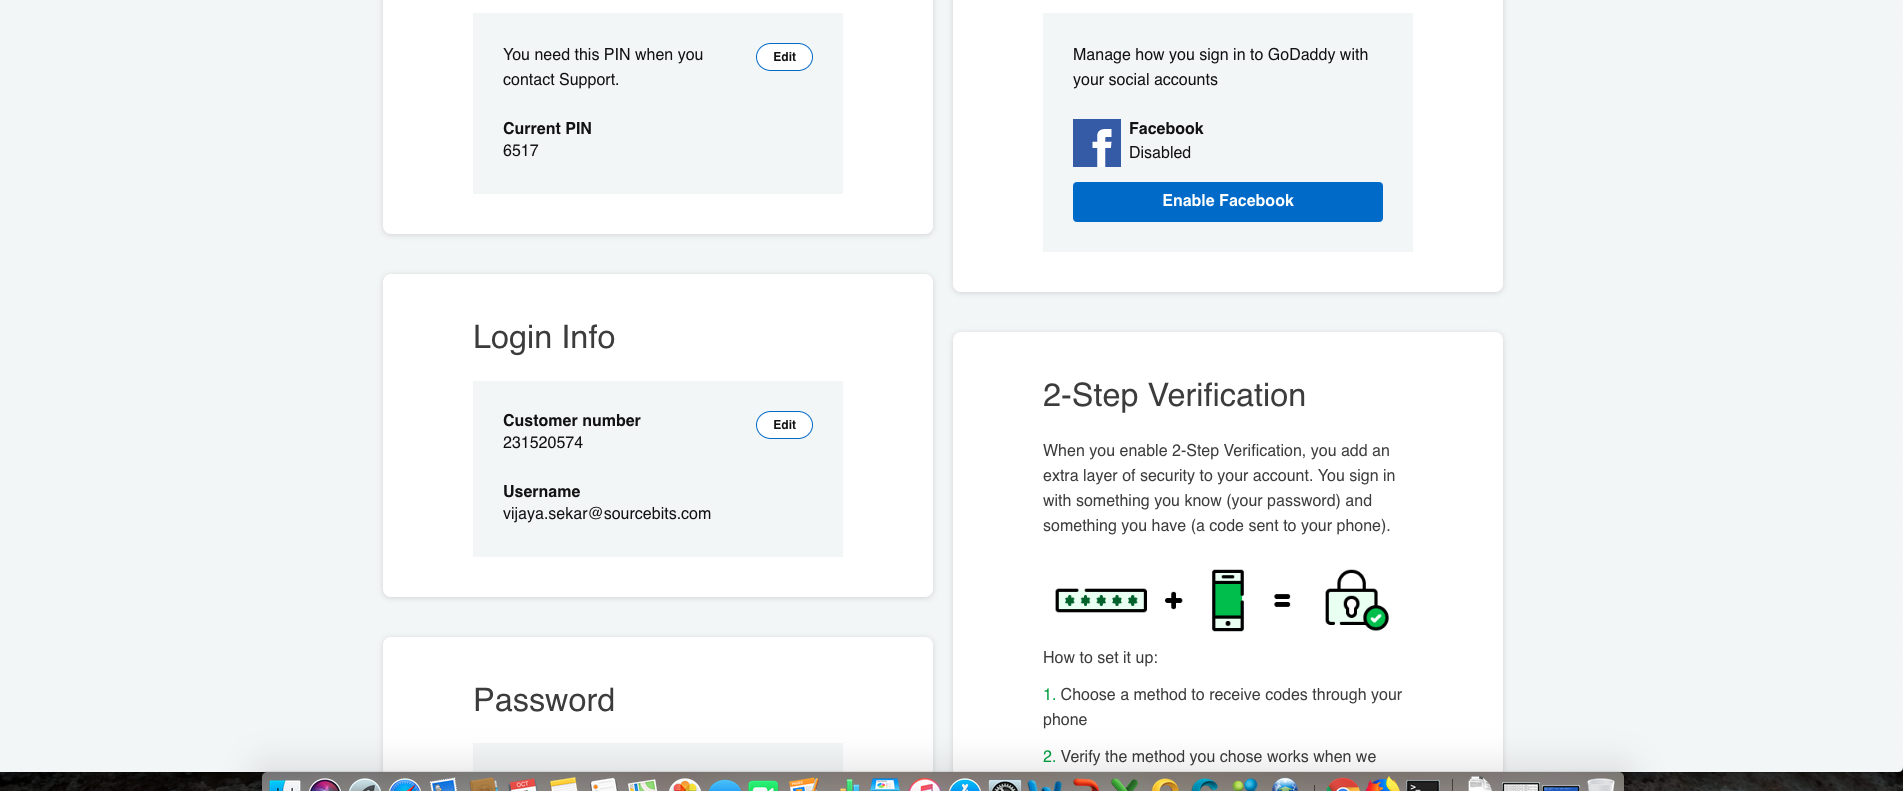 You need this PIN when you
contact Support.
Edit
Current PIN
6517
Login Info
Customer number
231520574
Edit
Username
vijaya.sekar@sourcebits.com
Password
Manage how you sign in to GoDaddy with
your social accounts
Facebook
Disabled
Enable Facebook
2-Step Verification
When you enable 2-Step Verification, you add an
extra layer of security to your account. You sign in
with something you know (your password) and
something you have (a code sent to your phone).
How to set it up:
1. Choose a method to receive codes through your
phone
2. Verify the method you chose works when we
OCT